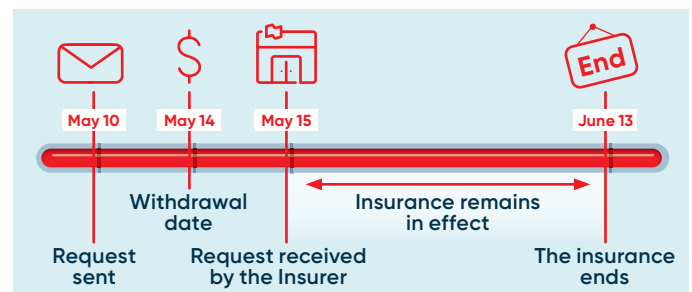 End
May 10
May 14
May 15
June 13
Withdrawal
date
Insurance remains
in effect
Request
sent
Request received
by the Insurer
The insurance
ends